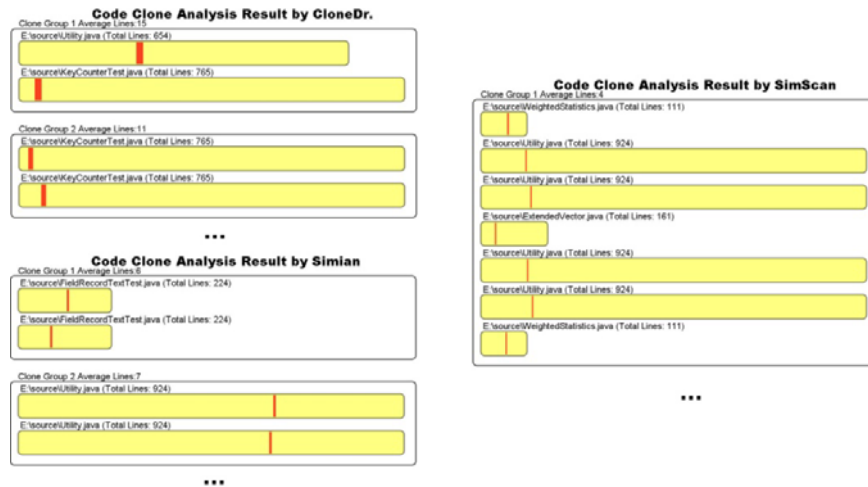 Code Clone Analysis Result by CloneDr.
Clone Group 1 Average Lines:15
E:\source\Utility.java (Total Lines: 654)
E:\source\KeyCounterTest.java (Total Lines: 765)
Clone Group 2 Average Lines:11
E:\source\KeyCounterTest.java (Total Lines: 765)
E:\source\KeyCounterTest.java (Total Lines: 765)
...
Code Clone Analysis Result by Simian
Clone Group 1 Average Lines:6
E:\source\FieldRecordTextTest.java (Total Lines: 224)
E:\source\FieldRecordTextTest.java (Total Lines: 224)
Clone Group 2 Average Lines:7
E:\source\Utility.java (Total Lines: 924)
E:\source\Utility.java (Total Lines: 924)
...
Code Clone Analysis Result by SimScan
Clone Group 1 Average Lines:4
E:\source\WeightedStatistics.java (Total Lines: 111)
E:\source\Utility.java (Total Lines: 924)
E:\source\Utility.java (Total Lines: 924)
E:\source\ExtendedVector.java (Total Lines: 161)
E:\source\Utility.java (Total Lines: 924)
E:\source\Utility.java (Total Lines: 924)
E:\source\WeightedStatistics.java (Total Lines: 111)
...